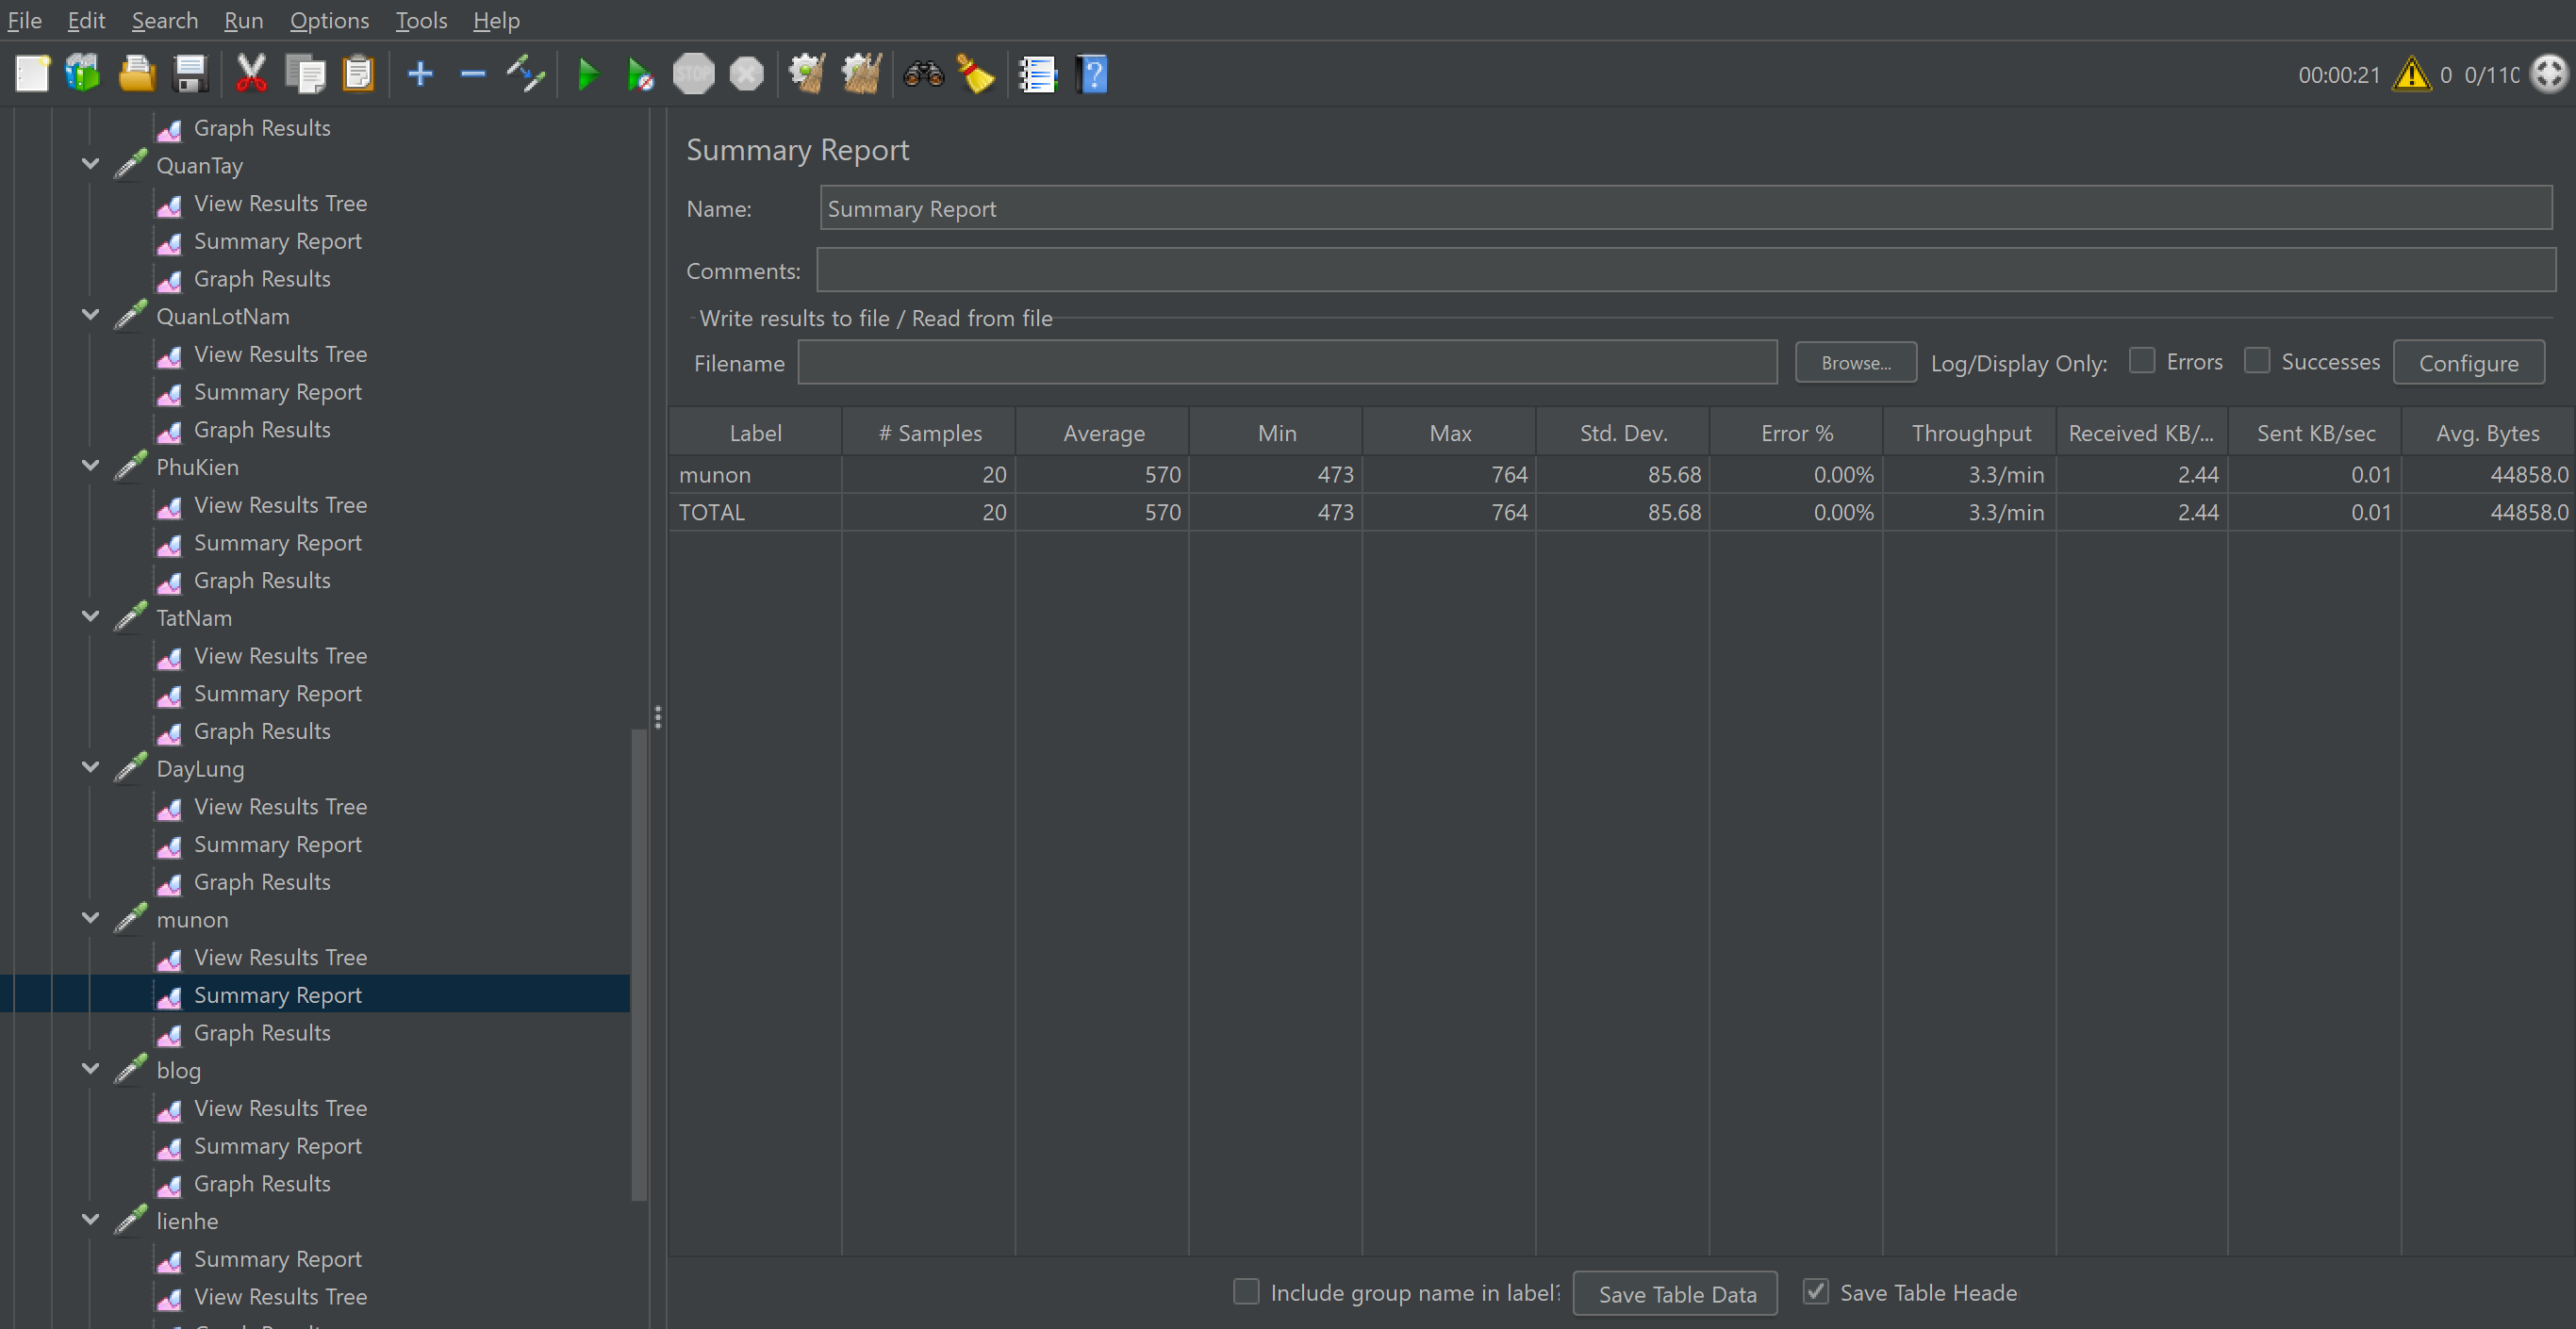 File Edit Search Run Options Tools Help
STOP
00:00:21 0 0/110
Graph Results
QuanTay
View Results Tree
Summary Report
Graph Results
QuanLotNam
View Results Tree
Summary Report
Graph Results
PhuKien
View Results Tree
Summary Report
Graph Results
TatNam
View Results Tree
Summary Report
Graph Results
DayLung
View Results Tree
Summary Report
Graph Results
munon
View Results Tree
Summary Report
Graph Results
blog
View Results Tree
Summary Report
Graph Results
lienhe
Summary Report
View Results Tree
Summary Report
Name: Summary Report
Comments:
Write results to file / Read from file
Filename Browse... Log/Display Only: Errors Successes Configure
Label # Samples Average Min Max Std. Dev. Error % Throughput Received KB/... Sent KB/sec Avg. Bytes
munon 20 570 473 764 85.68 0.00% 3.3/min 2.44 0.01 44858.0
TOTAL 20 570 473 764 85.68 0.00% 3.3/min 2.44 0.01 44858.0
Include group name in label? Save Table Data Save Table Heade